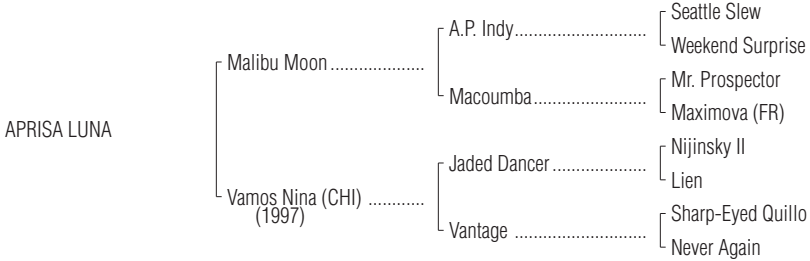 Seattle Slew
A.P. Indy..............................
Weekend Surprise
Malibu Moon.....................
Mr. Prospector
Macoumba..........................
Maximova (FR)
APRISA LUNA
Nijinsky II
Jaded Dancer.....................
Lien
Vamos Nina (CHI) ............
(1997)
Sharp-Eyed Quillo
Vantage ..............................
Never Again